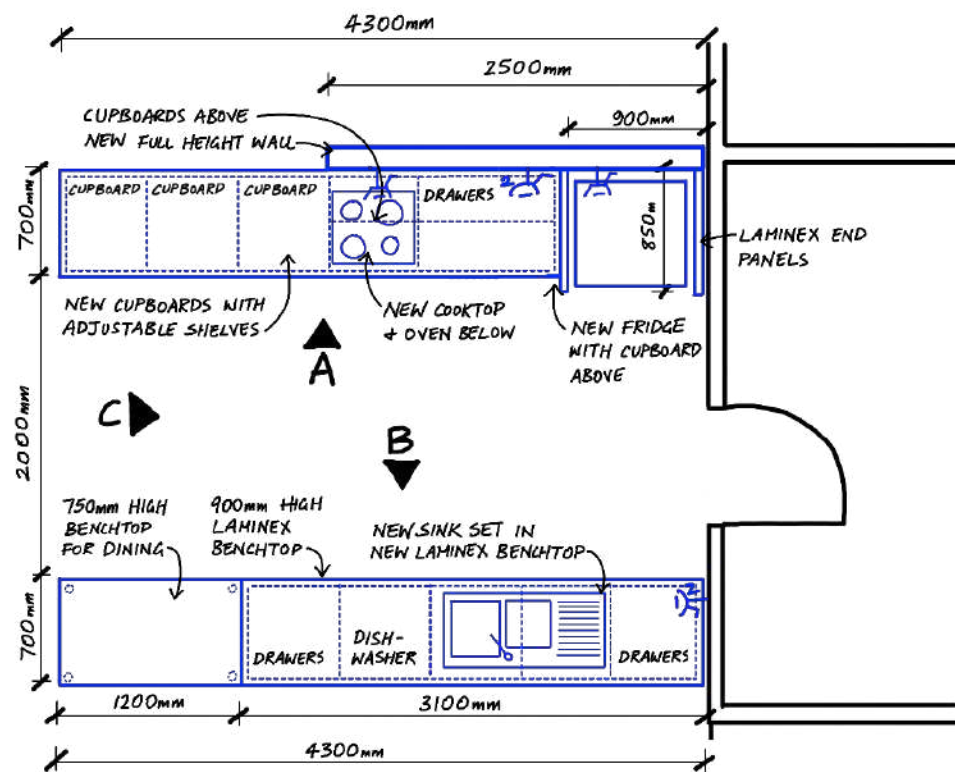 4300mm
2500mm
CUPBOARDS ABOVE
NEW FULL HEIGHT WALL
900mm
CUPBOARD
CUPBOARD
CUPBOARD
DRAWERS
2
700mm
850m
LAMINEX END
PANELS
NEW CUPBOARDS WITH
ADJUSTABLE SHELVES
NEW COOKTOP
& OVEN BELOW
NEW FRIDGE
WITH CUPBOARD
ABOVE
A
C
B
2000mm
750mm HIGH
BENCHTOP
FOR DINING
900mm HIGH
LAMINEX
BENCHTOP
NEW SINK SET IN
NEW LAMINEX BENCHTOP
2
700mm
DRAWERS
DISH-
WASHER
DRAWERS
1200mm
3100mm
4300mm